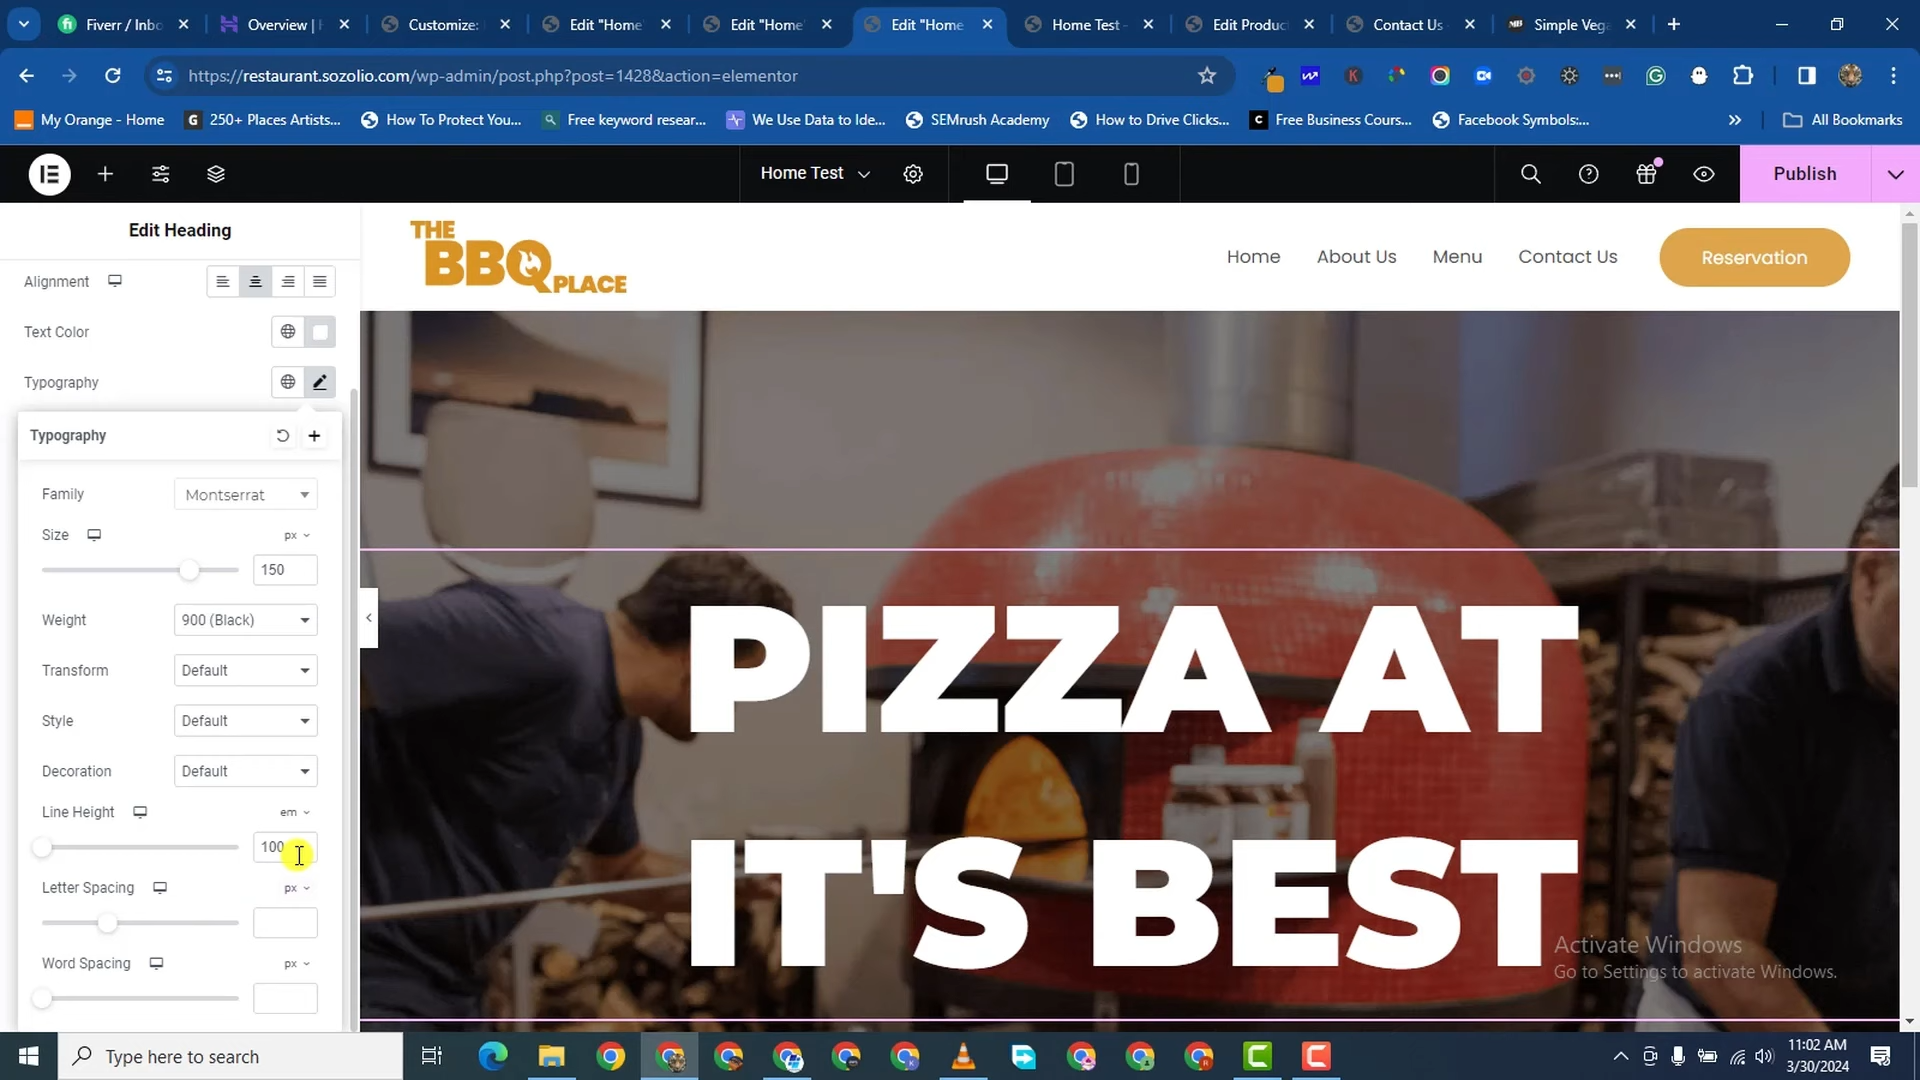 Fiverr / Inbo
Overview |
Customize:
Edit "Home
Edit "Home
Edit "Home
Home Test -
Edit Produc
Contact Us -
MB
Simple Vega
https://restaurant.sozolio.com/wp-admin/post.php?post=1428&action=elementor
My Orange - Home
250+ Places Artists...
How To Protect You...
Free keyword resear...
We Use Data to Ide...
SEMrush Academy
How to Drive Clicks...
Free Business Cours...
Facebook Symbols:...
All Bookmarks
Home Test
Publish
Edit Heading
Alignment
Text Color
Typography
Typography
Family
Montserrat
Size
px
150
Weight
900 (Black)
Transform
Default
Style
Default
Decoration
Default
Line Height
em
100
Letter Spacing
px
Word Spacing
px
THE
BBQ
PLACE
Home
About Us
Menu
Contact Us
Reservation
PIZZA AT
IT'S BEST
Activate Windows
Go to Settings to activate Windows.
Type here to search
11:02 AM
3/30/2024